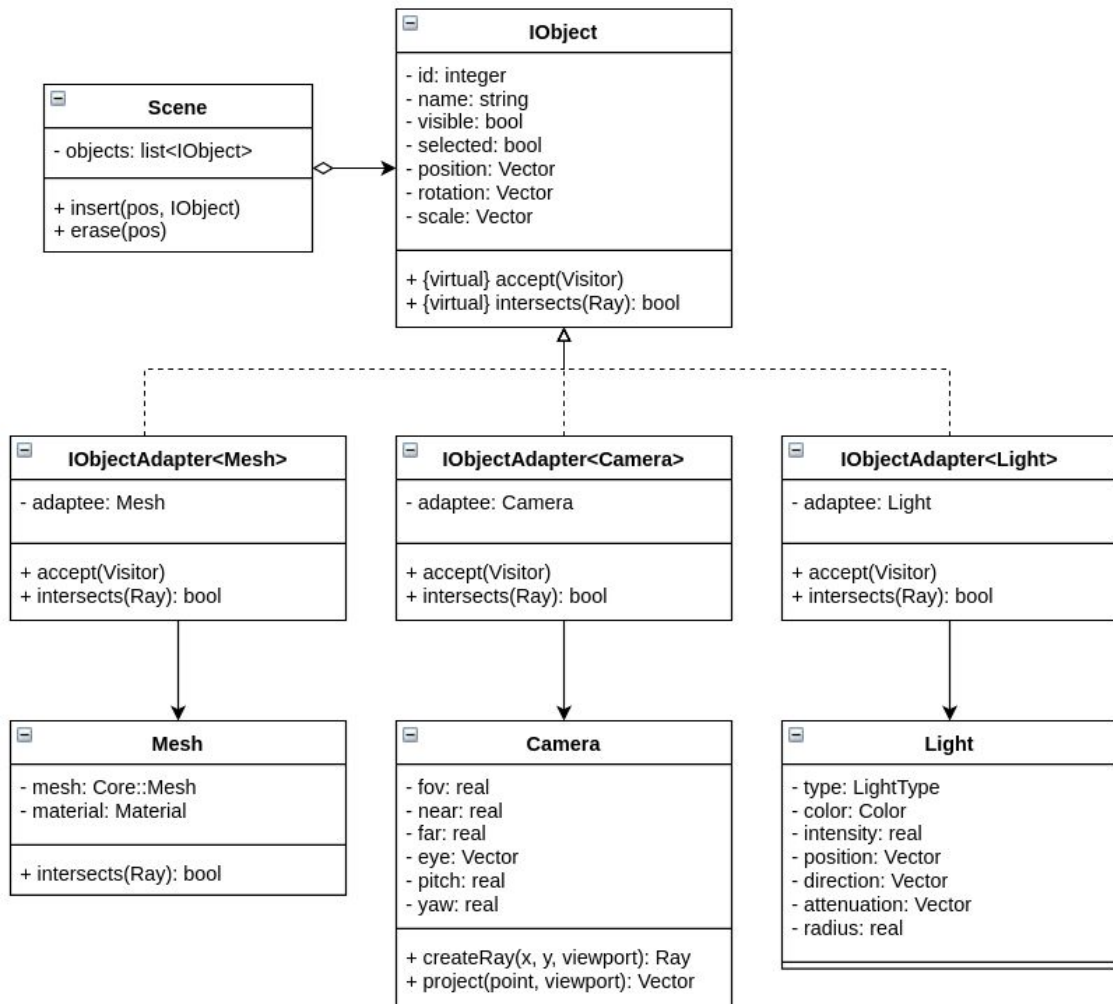 IObject
- id: integer
- name: string
- visible: bool
- selected: bool
- position: Vector
- rotation: Vector
- scale: Vector
+ {virtual} accept(Visitor)
+ {virtual} intersects(Ray): bool
Scene
- objects: list<IObject>
+ insert(pos, IObject)
+ erase(pos)
IObjectAdapter<Mesh>
- adaptee: Mesh
+ accept(Visitor)
+ intersects(Ray): bool
IObjectAdapter<Camera>
- adaptee: Camera
+ accept(Visitor)
+ intersects(Ray): bool
IObjectAdapter<Light>
- adaptee: Light
+ accept(Visitor)
+ intersects(Ray): bool
Mesh
- mesh: Core::Mesh
- material: Material
+ intersects(Ray): bool
Camera
- fov: real
- near: real
- far: real
- eye: Vector
- pitch: real
- yaw: real
+ createRay(x, y, viewport): Ray
+ project(point, viewport): Vector
Light
- type: LightType
- color: Color
- intensity: real
- position: Vector
- direction: Vector
- attenuation: Vector
- radius: real